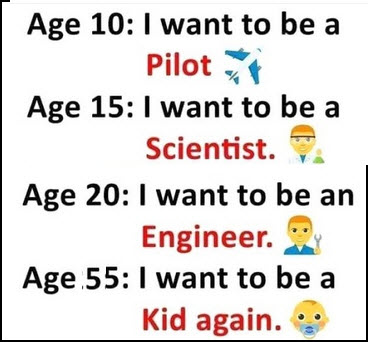 Age 10: I want to be a
Pilot
Age 15: I want to be a
Scientist.
Age 20: I want to be an
Engineer.
Age 55: I want to be a
Kid again.